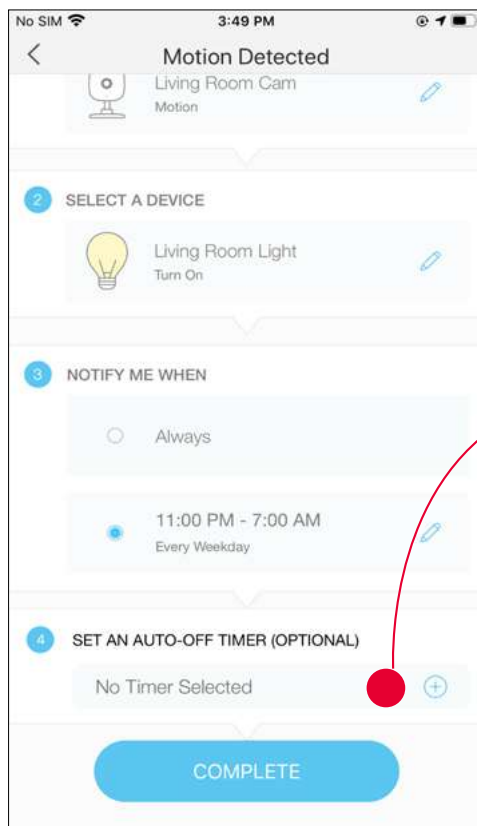 No SIM 3:49 PM
Motion Detected
Living Room Cam
Motion
2 SELECT A DEVICE
Living Room Light
Turn On
3 NOTIFY ME WHEN
Always
11:00 PM - 7:00 AM
Every Weekday
4 SET AN AUTO-OFF TIMER (OPTIONAL)
No Timer Selected
COMPLETE